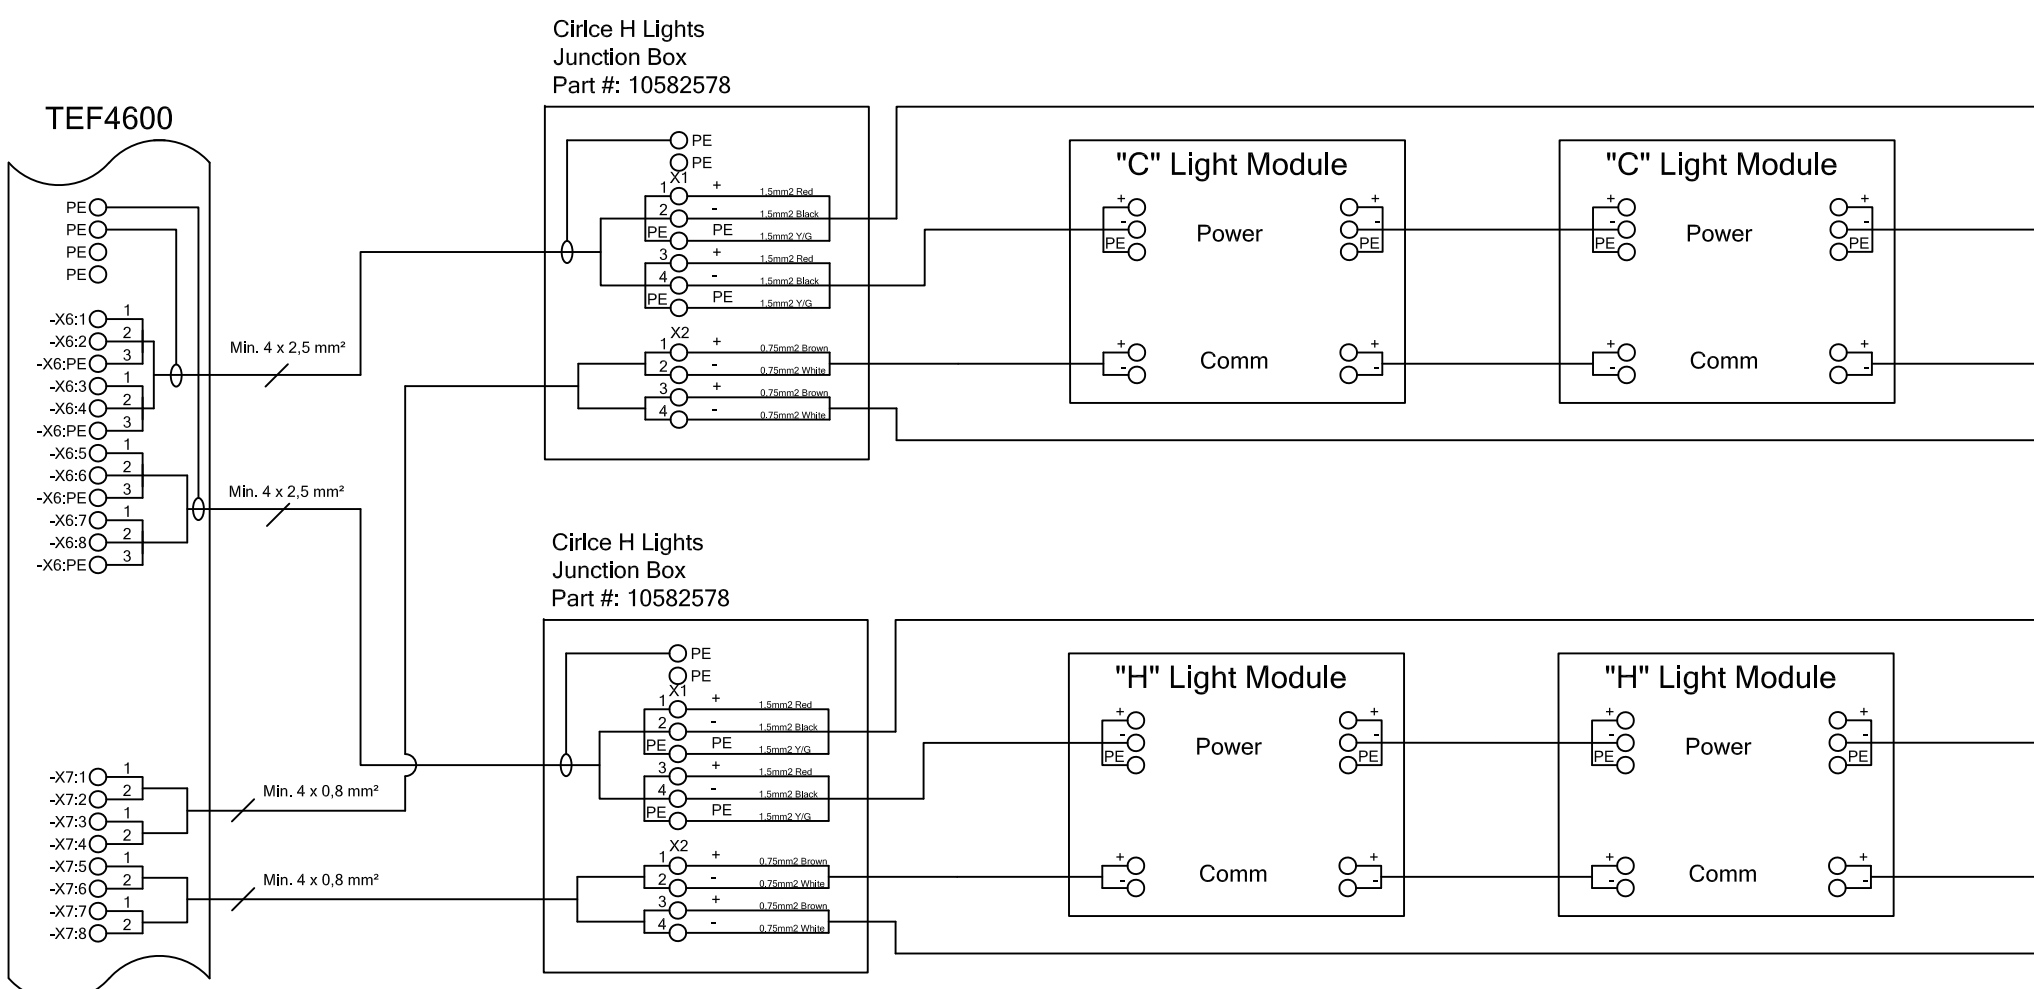 TEF4600
PE
PE
PE
PE
-X6:1 1
-X6:2 2
-X6:PE 3
-X6:3 1
-X6:4 2
-X6:PE 3
-X6:5 1
-X6:6 2
-X6:PE 3
-X6:7 1
-X6:8 2
-X6:PE 3
-X7:1 1
-X7:2 2
-X7:3 1
-X7:4 2
-X7:5 1
-X7:6 2
-X7:7 1
-X7:8 2
Min. 4 x 2,5 mm²
Min. 4 x 2,5 mm²
Min. 4 x 0,8 mm²
Min. 4 x 0,8 mm²
Cirlce H Lights
Junction Box
Part #: 10582578
PE
PE
X1
1 + 1.5mm2 Red
2 - 1.5mm2 Black
PE PE 1.5mm2 Y/G
3 + 1.5mm2 Red
4 - 1.5mm2 Black
PE PE 1.5mm2 Y/G
X2
1 + 0.75mm2 Brown
2 - 0.75mm2 White
3 + 0.75mm2 Brown
4 - 0.75mm2 White
"C" Light Module
+ +
- Power -
PE PE
+ Comm +
- -
"C" Light Module
+ +
- Power -
PE PE
+ Comm +
- -
Cirlce H Lights
Junction Box
Part #: 10582578
PE
PE
X1
1 + 1.5mm2 Red
2 - 1.5mm2 Black
PE PE 1.5mm2 Y/G
3 + 1.5mm2 Red
4 - 1.5mm2 Black
PE PE 1.5mm2 Y/G
X2
1 + 0.75mm2 Brown
2 - 0.75mm2 White
3 + 0.75mm2 Brown
4 - 0.75mm2 White
"H" Light Module
+ +
- Power -
PE PE
+ Comm +
- -
"H" Light Module
+ +
- Power -
PE PE
+ Comm +
- -